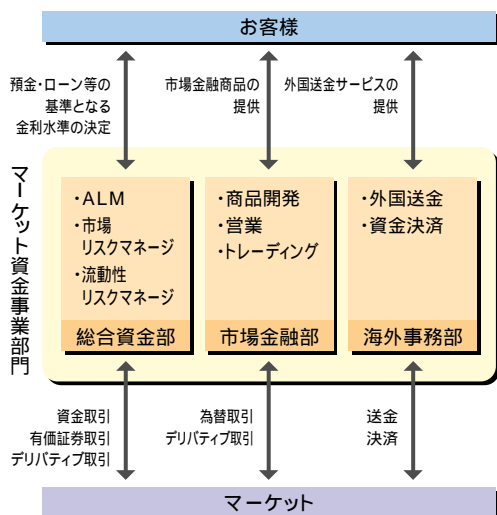 お客様
預金・ローン等の
基準となる
金利水準の決定
市場金融商品の
提供
外国送金サービスの
提供
マーケット資金事業部門
・ALM
・市場
リスクマネージ
・流動性
リスクマネージ
総合資金部
・商品開発
・営業
・トレーディング
市場金融部
・外国送金
・資金決済
海外事務部
資金取引
有価証券取引
デリバティブ取引
為替取引
デリバティブ取引
送金
決済
マーケット